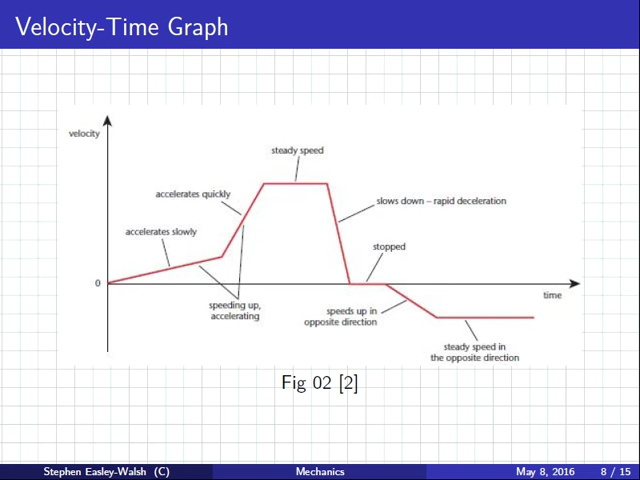 Velocity-Time Graph
velocity
steady speed
accelerates quickly
slows down – rapid deceleration
accelerates slowly
stopped
0
time
speeding up,
accelerating
speeds up in
opposite direction
steady speed in
the opposite direction
Fig 02 [2]
Stephen Easley-Walsh (C) Mechanics May 8, 2016 8 / 15